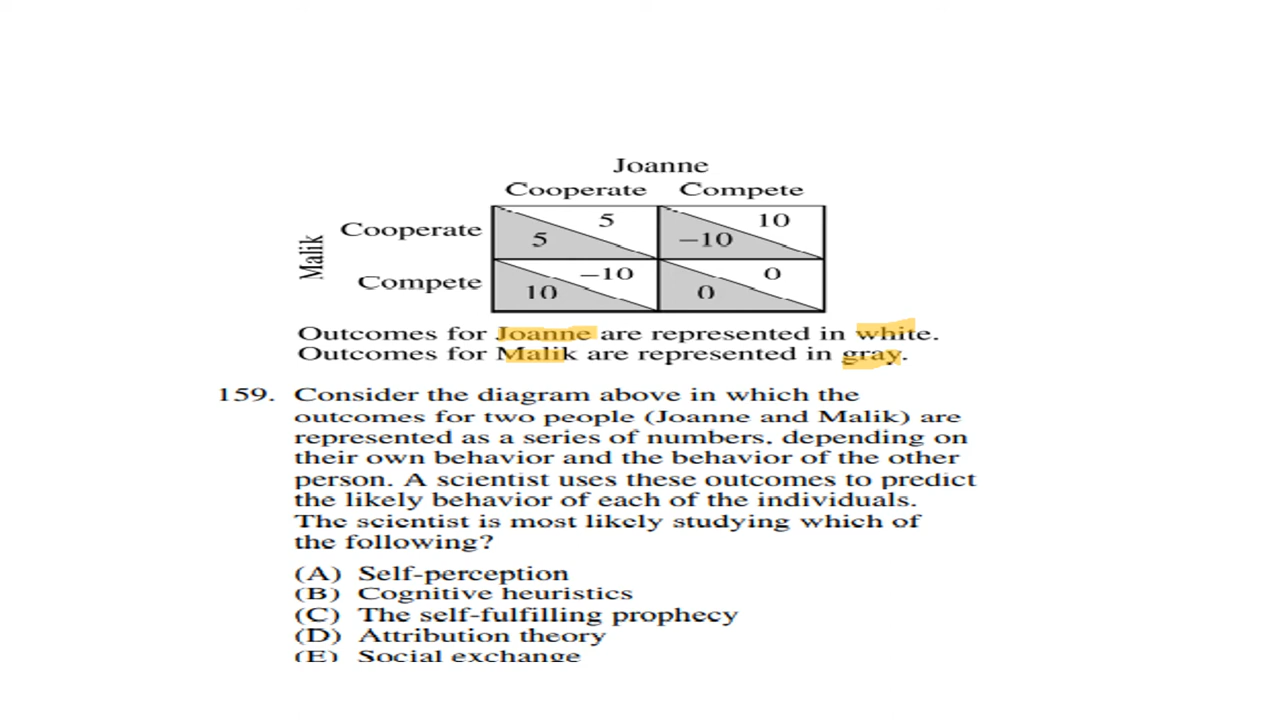 Joanne
Cooperate Compete
Malik
Cooperate 5 5 -10 10
Compete 10 -10 0 0
Outcomes for Joanne are represented in white.
Outcomes for Malik are represented in gray.
159. Consider the diagram above in which the
outcomes for two people (Joanne and Malik) are
represented as a series of numbers, depending on
their own behavior and the behavior of the other
person. A scientist uses these outcomes to predict
the likely behavior of each of the individuals.
The scientist is most likely studying which of
the following?
(A) Self-perception
(B) Cognitive heuristics
(C) The self-fulfilling prophecy
(D) Attribution theory
(E) Social exchange